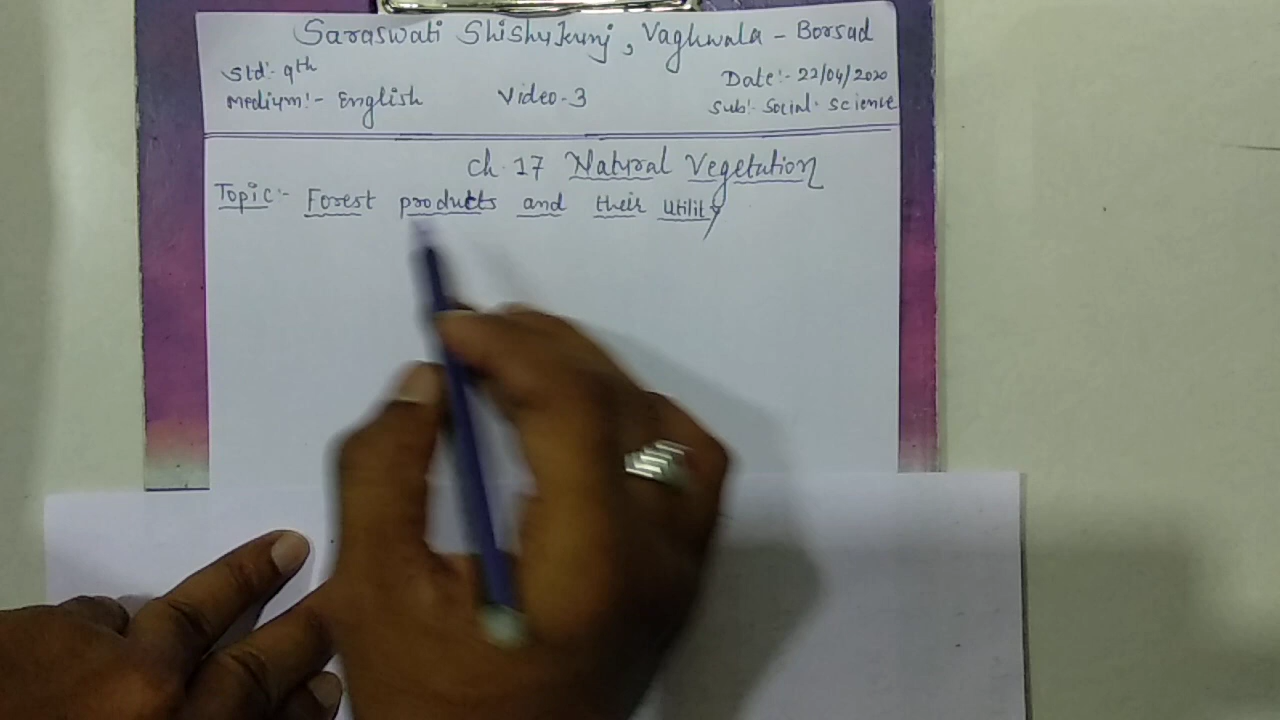 Saraswati Shishukunj, Vaghwala - Borsad
Std:- 9th Date:- 22/04/2020
Medium:- English Video-3 Sub:- Social. Science
Ch. 17 Natural Vegetation
Topic:- Forest products and their utility